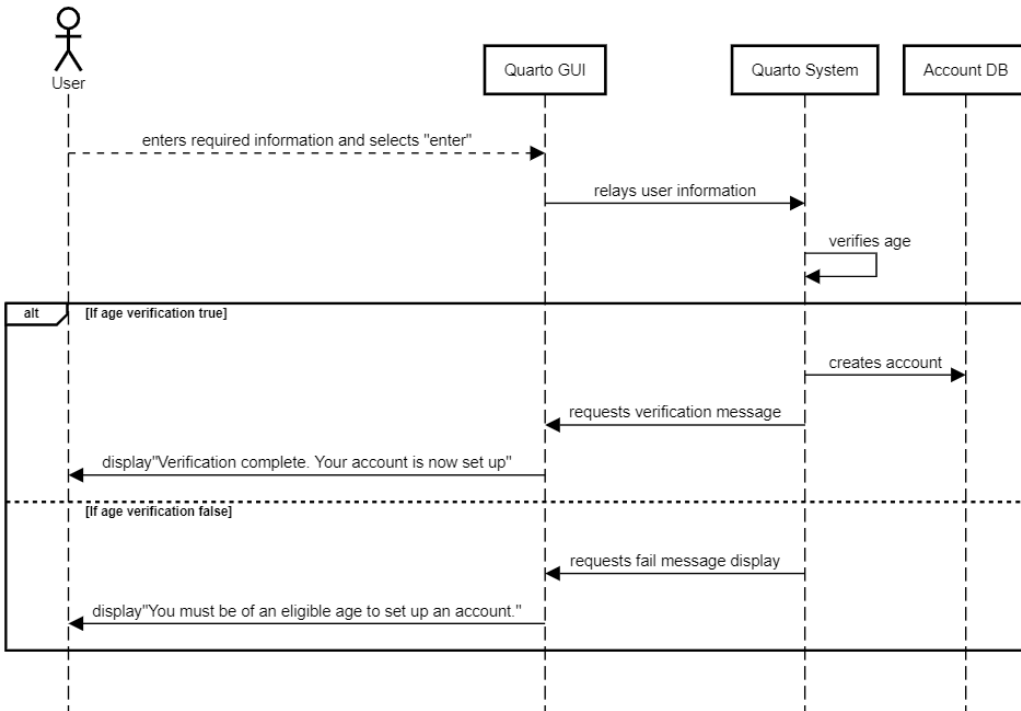 User
Quarto GUI
Quarto System
Account DB
enters required information and selects "enter"
relays user information
verifies age
alt
[If age verification true]
creates account
requests verification message
display"Verification complete. Your account is now set up"
[If age verification false]
requests fail message display
display"You must be of an eligible age to set up an account."